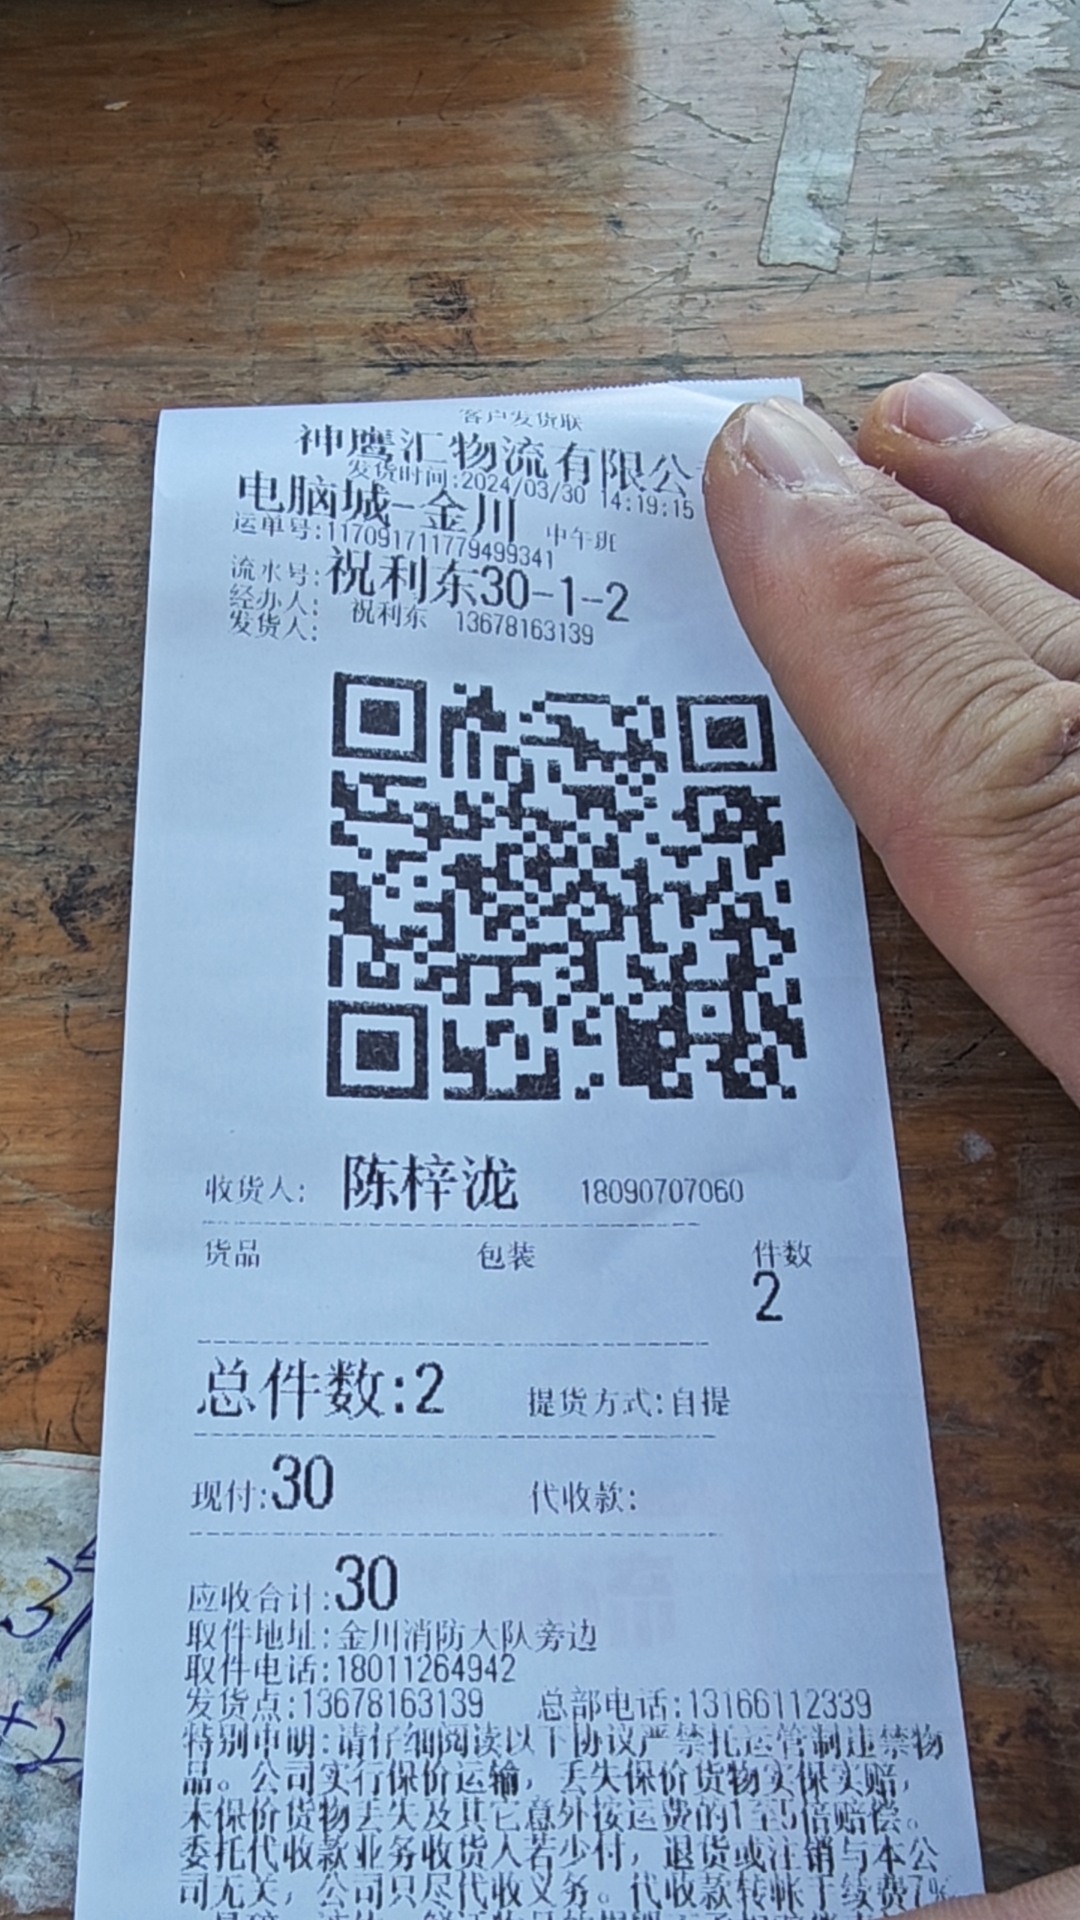 客户发货联
神鹰汇物流有限公
发货时间:2024/03/30 14:19:15
电脑城-金川 中午班
运单号:1170917711779499341
流水号:祝利东30-1-2
经办人: 祝利东 13678163139
发货人:
收货人: 陈梓泷 18090707060
货品 包装 件数
2
总件数:2 提货方式:自提
现付:30 代收款:
应收合计:30
取件地址:金川消防大队旁边
取件电话:18011264942
发货点:13678163139 总部电话:13166112339
特别申明:请仔细阅读以下协议严禁托运管制违禁物
品。公司实行保价运输，丢失保价货物实保实赔，
未保价货物丢失及其它意外按运费的1至5倍赔偿。
委托代收款业务收货人若少付，退货或注销与本公
司无关，公司只尽代收义务。代收款转帐手续费7%